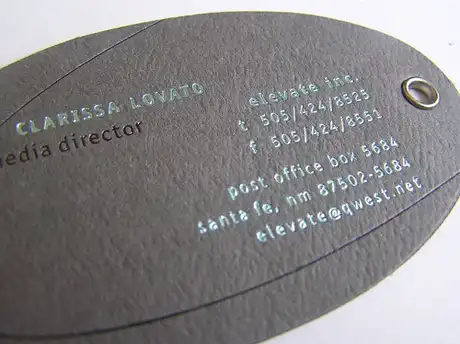 CLARISSA LOVATO
media director
elevate inc.
t 505/424/8525
f 505/424/8551
post office box 5684
santa fe, nm 87502-5684
elevate@qwest.net